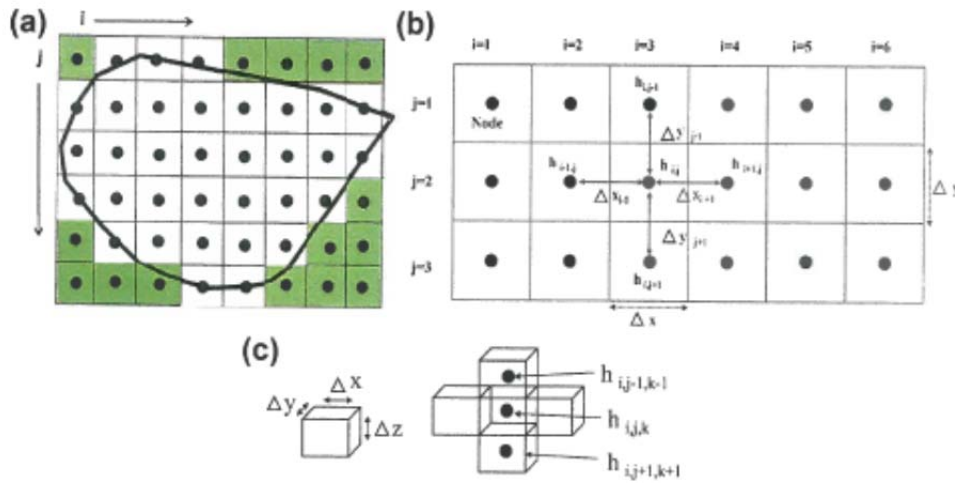 (a)
i
j
(b)
i=1 i=2 i=3 i=4 i=5 i=6
j=1
j=2
j=3
Node
h i,j-1
Δy j-1
h i-1,j
h i,j
h i+1,j
Δx i-1
Δx i+1
Δy j+1
h i,j+1
Δ x
Δ y
(c)
Δx
Δy
Δz
h i,j-1,k-1
h i,j,k
h i,j+1,k+1